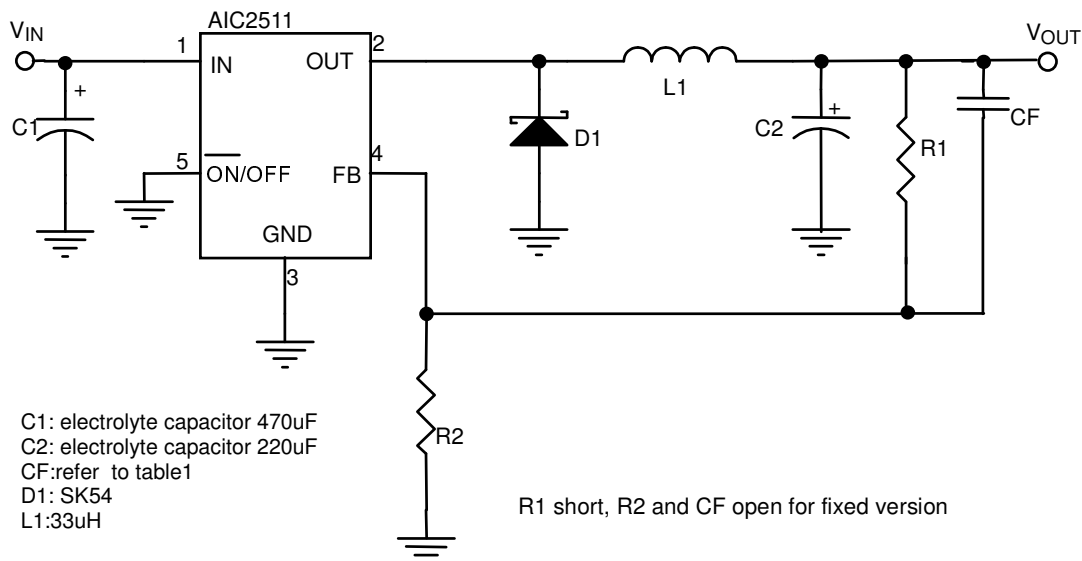 AIC2511
VIN
VOUT
1
2
IN
OUT
L1
+
C1
+
C2
D1
R1
CF
5
ON/OFF
4
FB
GND
3
R2
C1: electrolyte capacitor 470uF
C2: electrolyte capacitor 220uF
CF:refer to table1
D1: SK54
L1:33uH
R1 short, R2 and CF open for fixed version